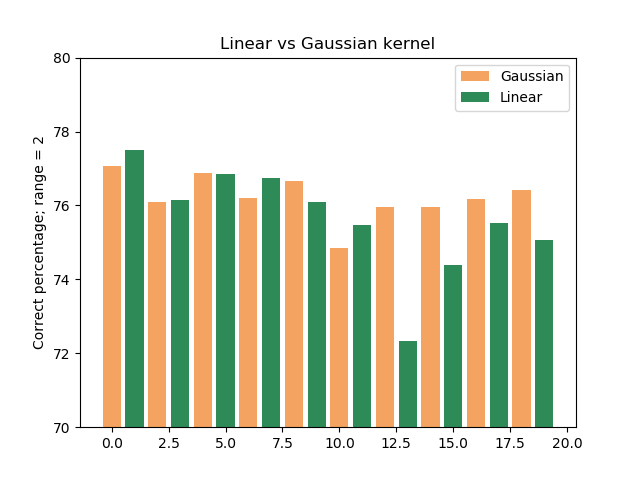 Linear vs Gaussian kernel
Gaussian
Linear
Correct percentage; range = 2
80
78
76
74
72
70
0.0 2.5 5.0 7.5 10.0 12.5 15.0 17.5 20.0